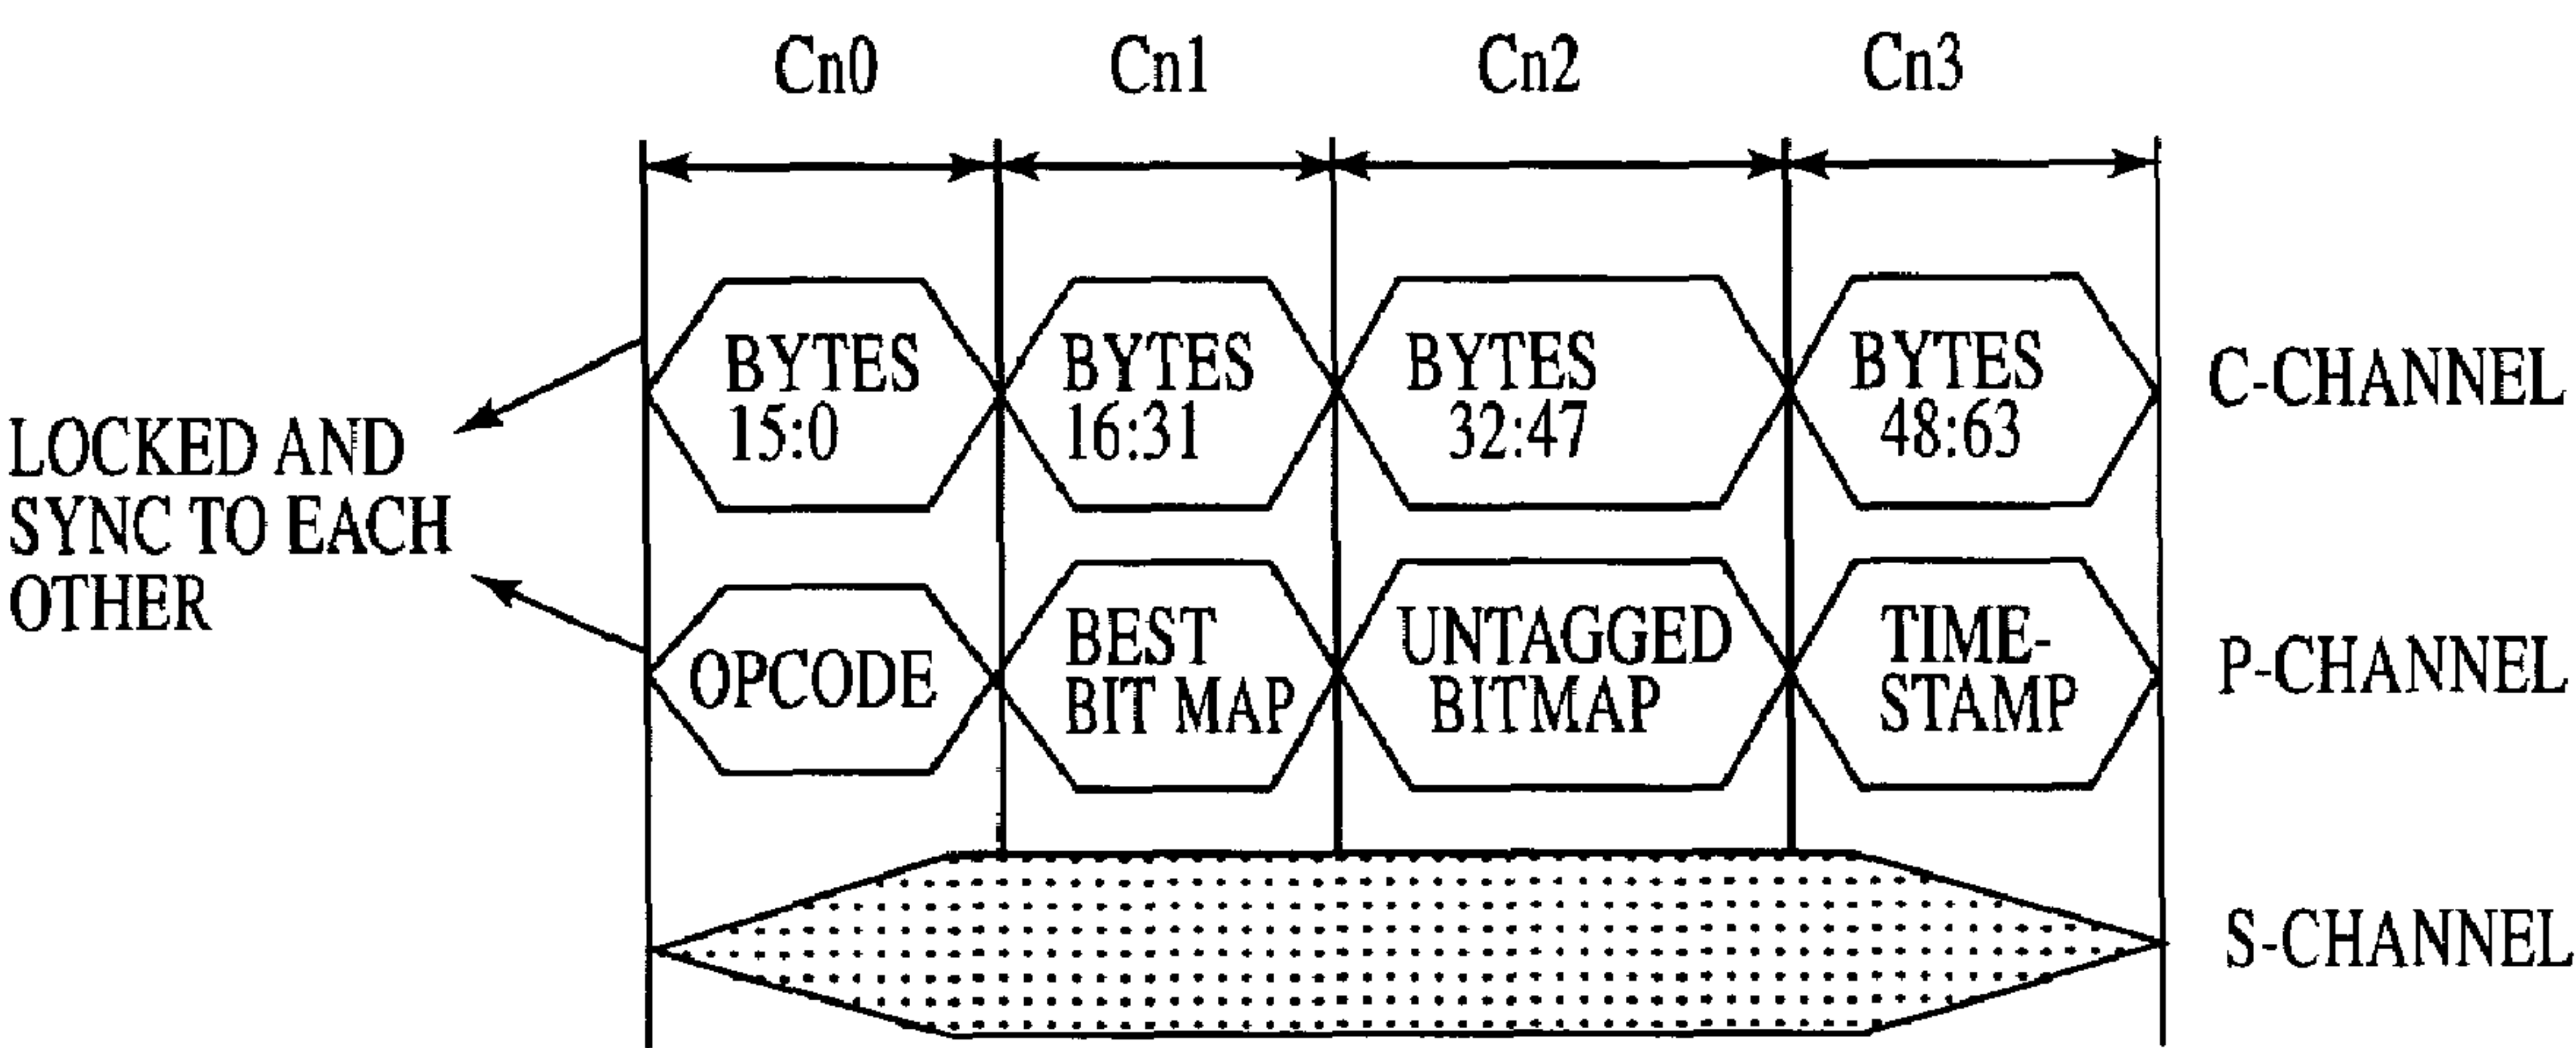 Cn0 Cn1 Cn2 Cn3
BYTES
15:0
BYTES
16:31
BYTES
32:47
BYTES
48:63
C-CHANNEL
LOCKED AND
SYNC TO EACH
OTHER
OPCODE
BEST
BIT MAP
UNTAGGED
BITMAP
TIME-
STAMP
P-CHANNEL
S-CHANNEL